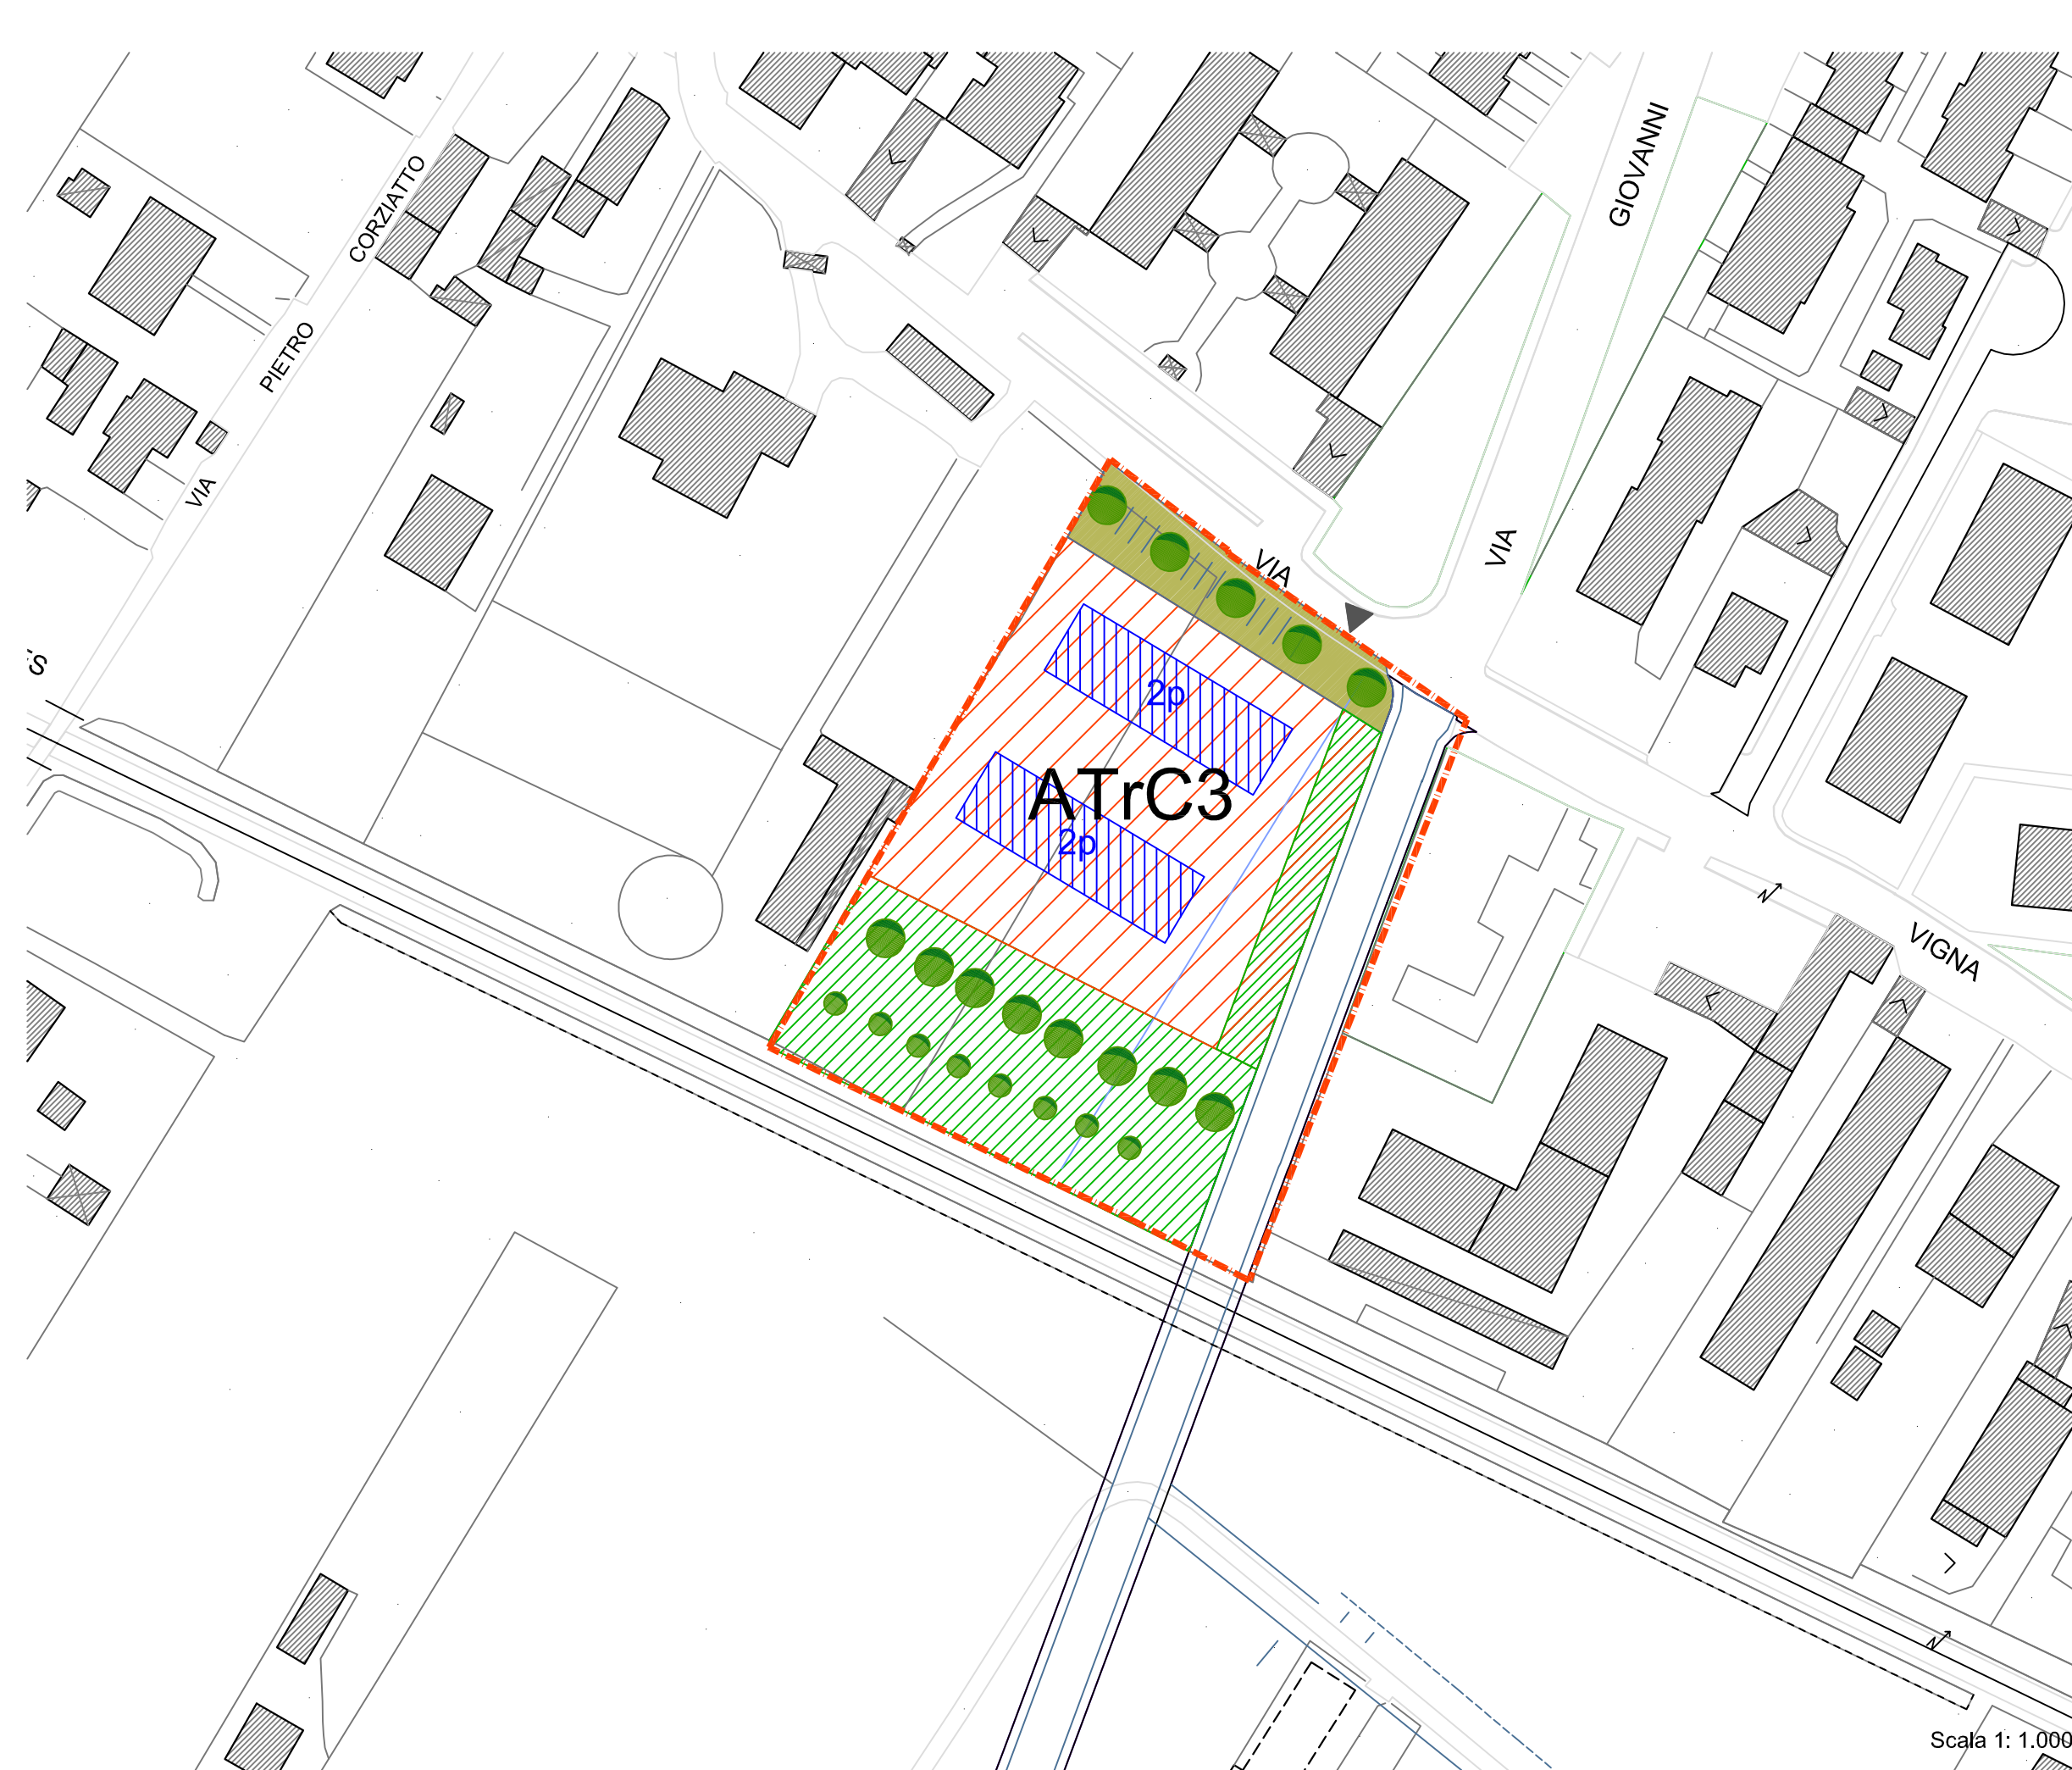 GIOVANNI
CORZIATTO
PIETRO
VIA
VIA
VIA
2p
ATrC3
2p
VIGNA
N
N
Scala 1: 1.000